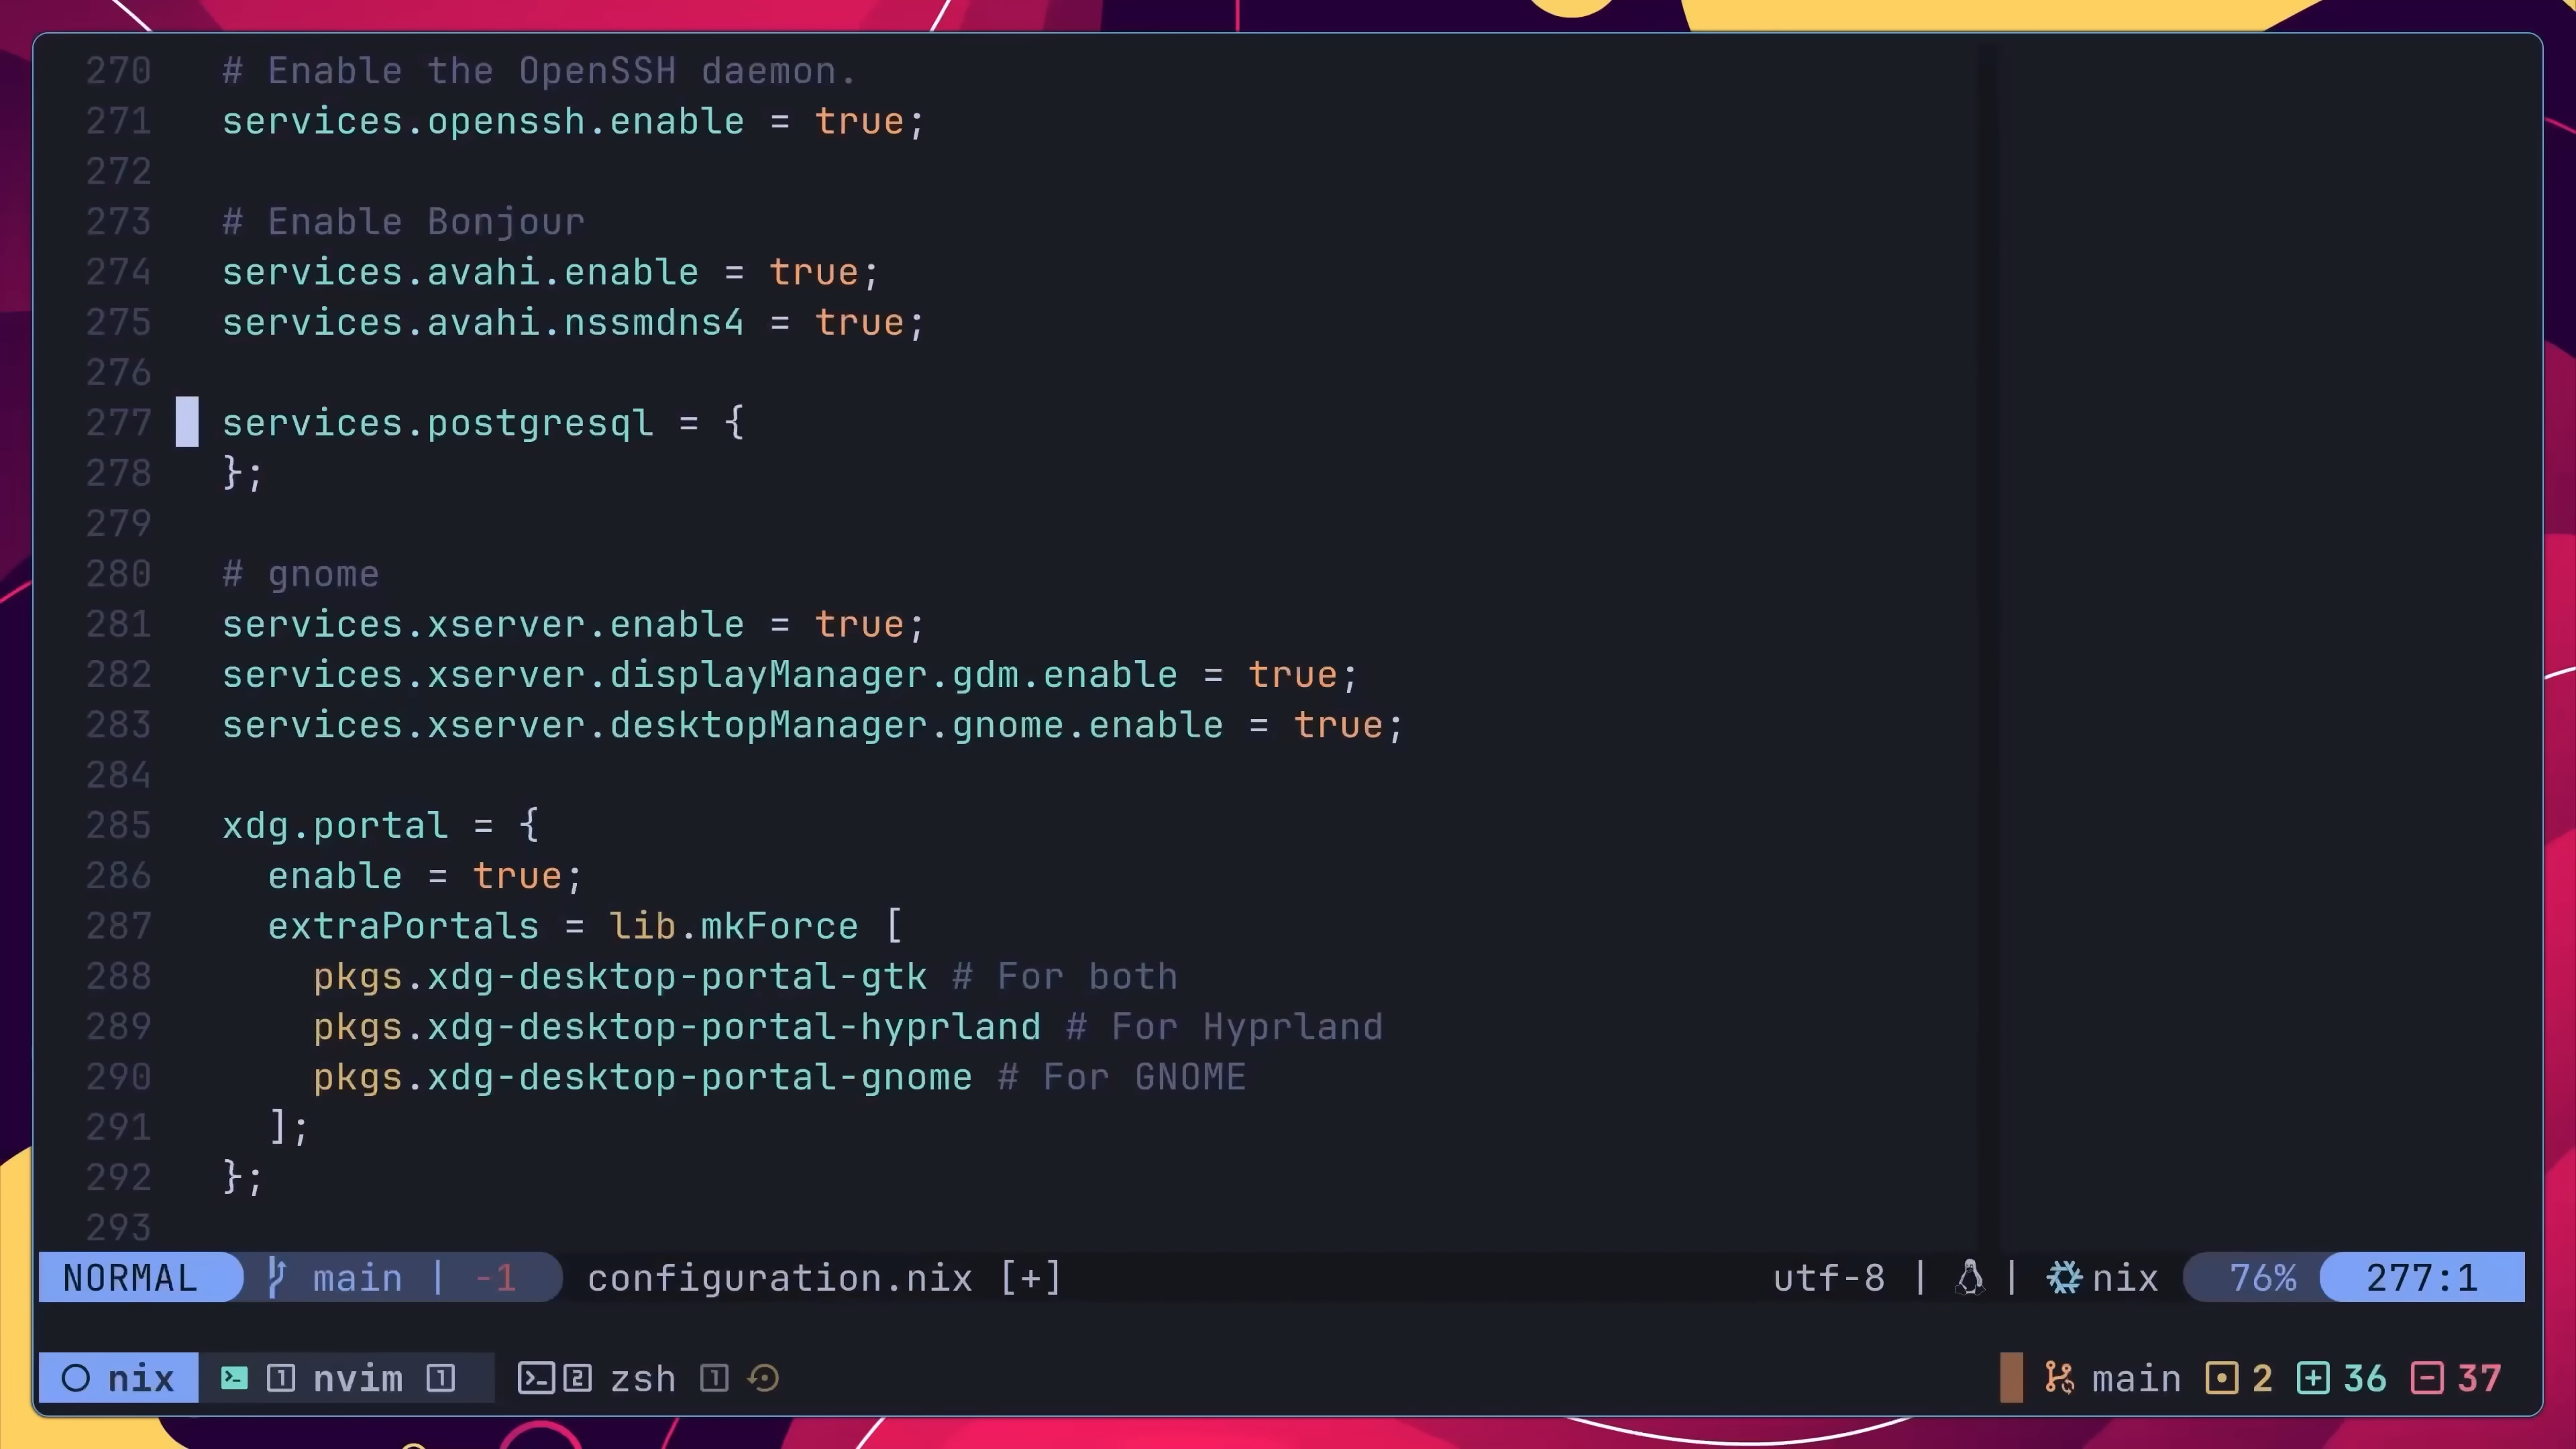 270 # Enable the OpenSSH daemon.
271 services.openssh.enable = true;
272
273 # Enable Bonjour
274 services.avahi.enable = true;
275 services.avahi.nssmdns4 = true;
276
277 services.postgresql = {
278 };
279
280 # gnome
281 services.xserver.enable = true;
282 services.xserver.displayManager.gdm.enable = true;
283 services.xserver.desktopManager.gnome.enable = true;
284
285 xdg.portal = {
286 enable = true;
287 extraPortals = lib.mkForce [
288 pkgs.xdg-desktop-portal-gtk # For both
289 pkgs.xdg-desktop-portal-hyprland # For Hyprland
290 pkgs.xdg-desktop-portal-gnome # For GNOME
291 ];
292 };
293
NORMAL main | -1 configuration.nix [+] utf-8 | | nix 76% 277:1
nix 1 nvim 1 2 zsh 1 main 2 36 37